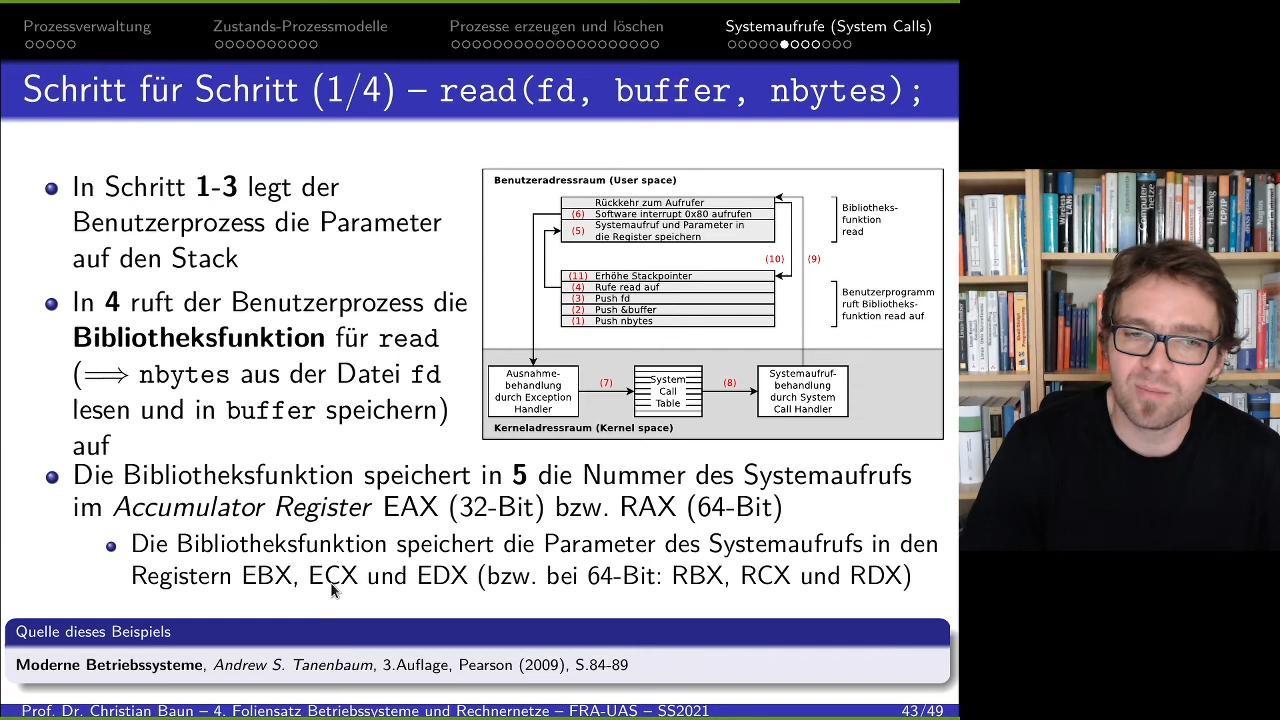 Prozessverwaltung Zustands-Prozessmodelle Prozesse erzeugen und löschen Systemaufrufe (System Calls)
Schritt für Schritt (1/4) – read(fd, buffer, nbytes);
In Schritt 1-3 legt der
Benutzerprozess die Parameter
auf den Stack
In 4 ruft der Benutzerprozess die
Bibliotheksfunktion für read
(⟹ nbytes aus der Datei fd
lesen und in buffer speichern)
auf
Benutzeradressraum (User space)
Rückkehr zum Aufrufer
(6) Software interrupt 0x80 aufrufen
(5) Systemaufruf und Parameter in
die Register speichern
Bibliotheks-
funktion
read
(10) (9)
(11) Erhöhe Stackpointer
(4) Rufe read auf
(3) Push fd
(2) Push &buffer
(1) Push nbytes
Benutzerprogramm
ruft Bibliotheks-
funktion read auf
Ausnahme-
behandlung
durch Exception
Handler
(7)
System
Call
Table
(8)
Systemaufruf-
behandlung
durch System
Call Handler
Kerneladressraum (Kernel space)
Die Bibliotheksfunktion speichert in 5 die Nummer des Systemaufrufs
im Accumulator Register EAX (32-Bit) bzw. RAX (64-Bit)
Die Bibliotheksfunktion speichert die Parameter des Systemaufrufs in den
Registern EBX, ECX und EDX (bzw. bei 64-Bit: RBX, RCX und RDX)
Quelle dieses Beispiels
Moderne Betriebssysteme, Andrew S. Tanenbaum, 3.Auflage, Pearson (2009), S.84-89
Prof. Dr. Christian Baun – 4. Foliensatz Betriebssysteme und Rechnernetze – FRA-UAS – SS2021 43/49
Wireless LANs
Computer-
netze
Hacking
TCP/IP